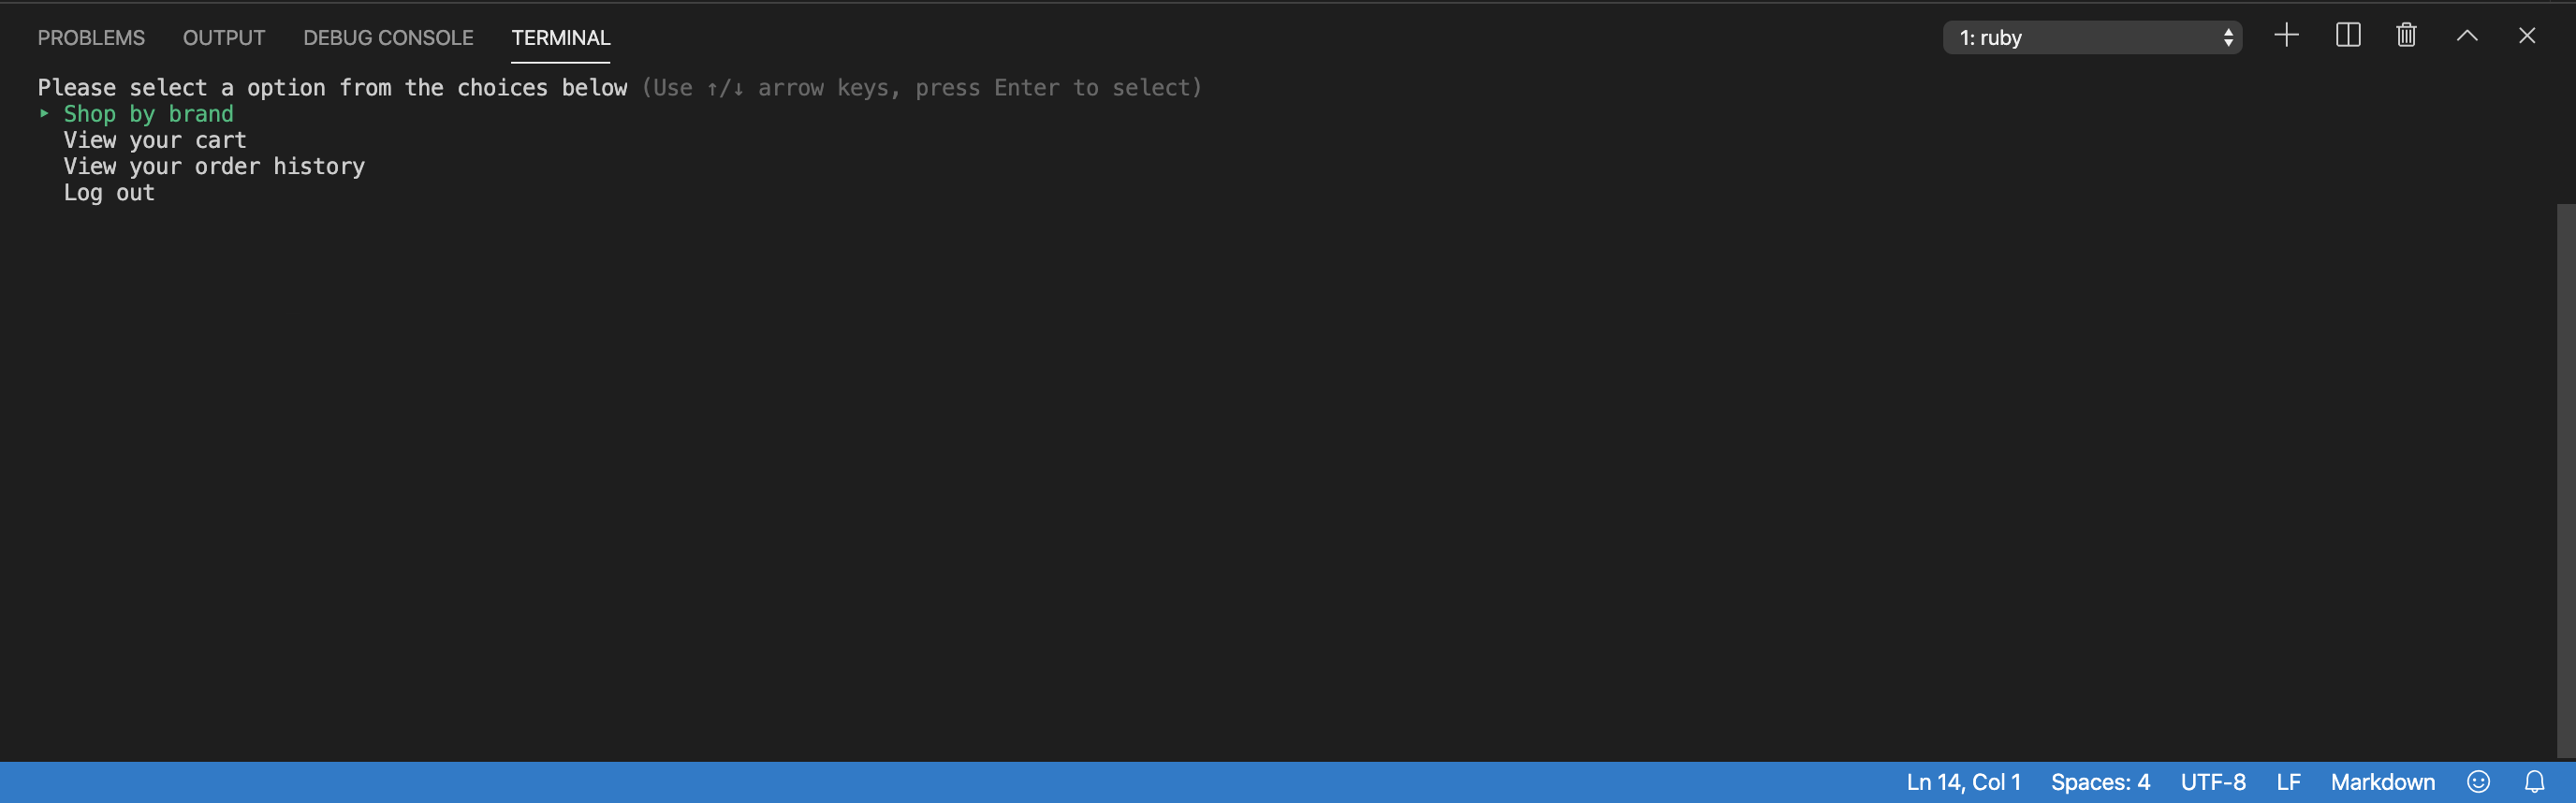 PROBLEMS OUTPUT DEBUG CONSOLE TERMINAL 1: ruby
Please select a option from the choices below (Use ↑/↓ arrow keys, press Enter to select)
‣ Shop by brand
View your cart
View your order history
Log out
Ln 14, Col 1 Spaces: 4 UTF-8 LF Markdown